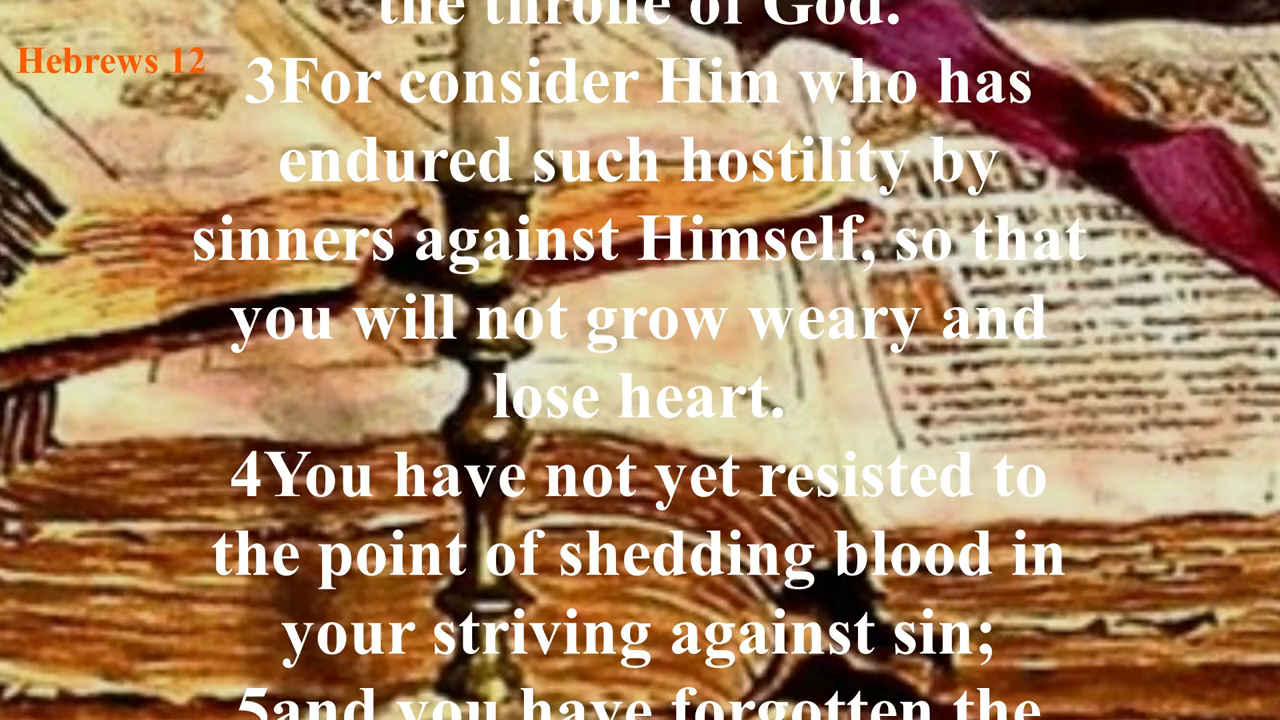 the throne of God.
Hebrews 12
3For consider Him who has
endured such hostility by
sinners against Himself, so that
you will not grow weary and
lose heart.
4You have not yet resisted to
the point of shedding blood in
your striving against sin;
5and you have forgotten the